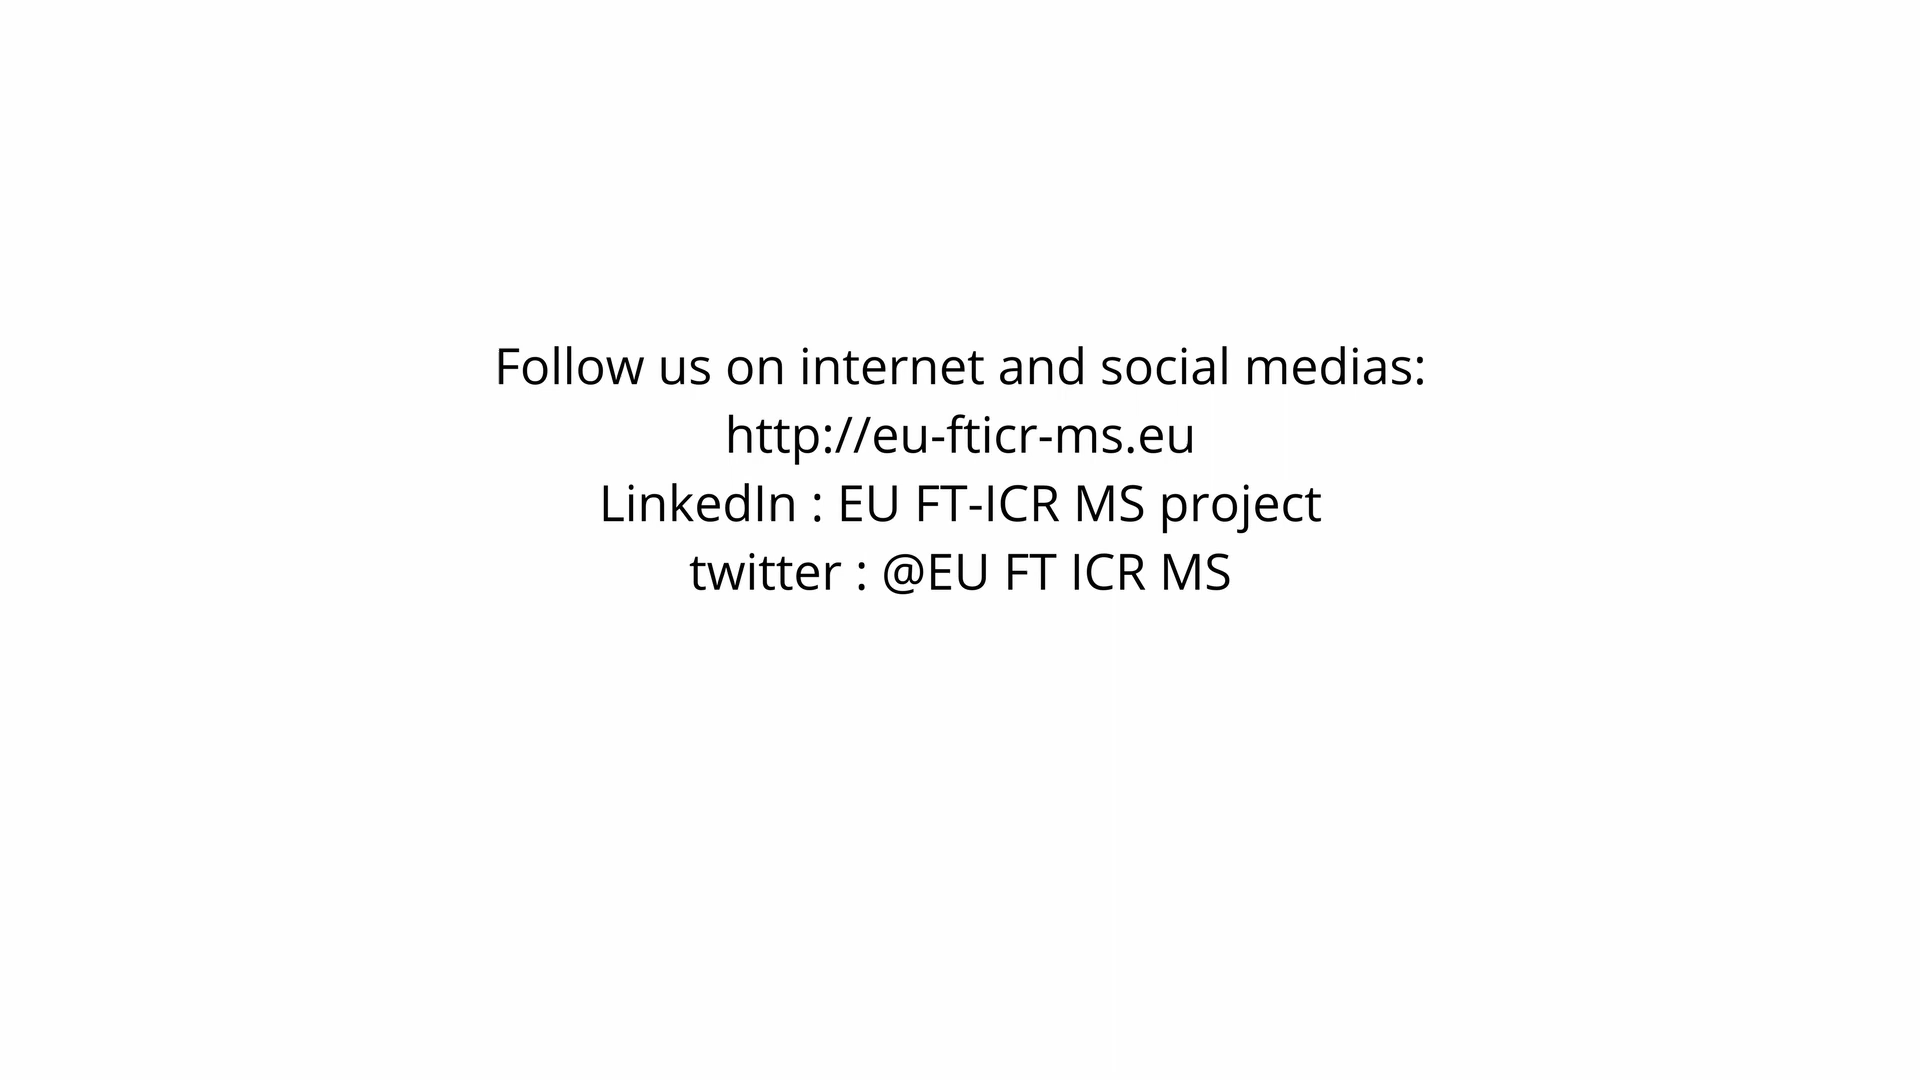 Follow us on internet and social medias:
http://eu-fticr-ms.eu
LinkedIn : EU FT-ICR MS project
twitter : @EU FT ICR MS